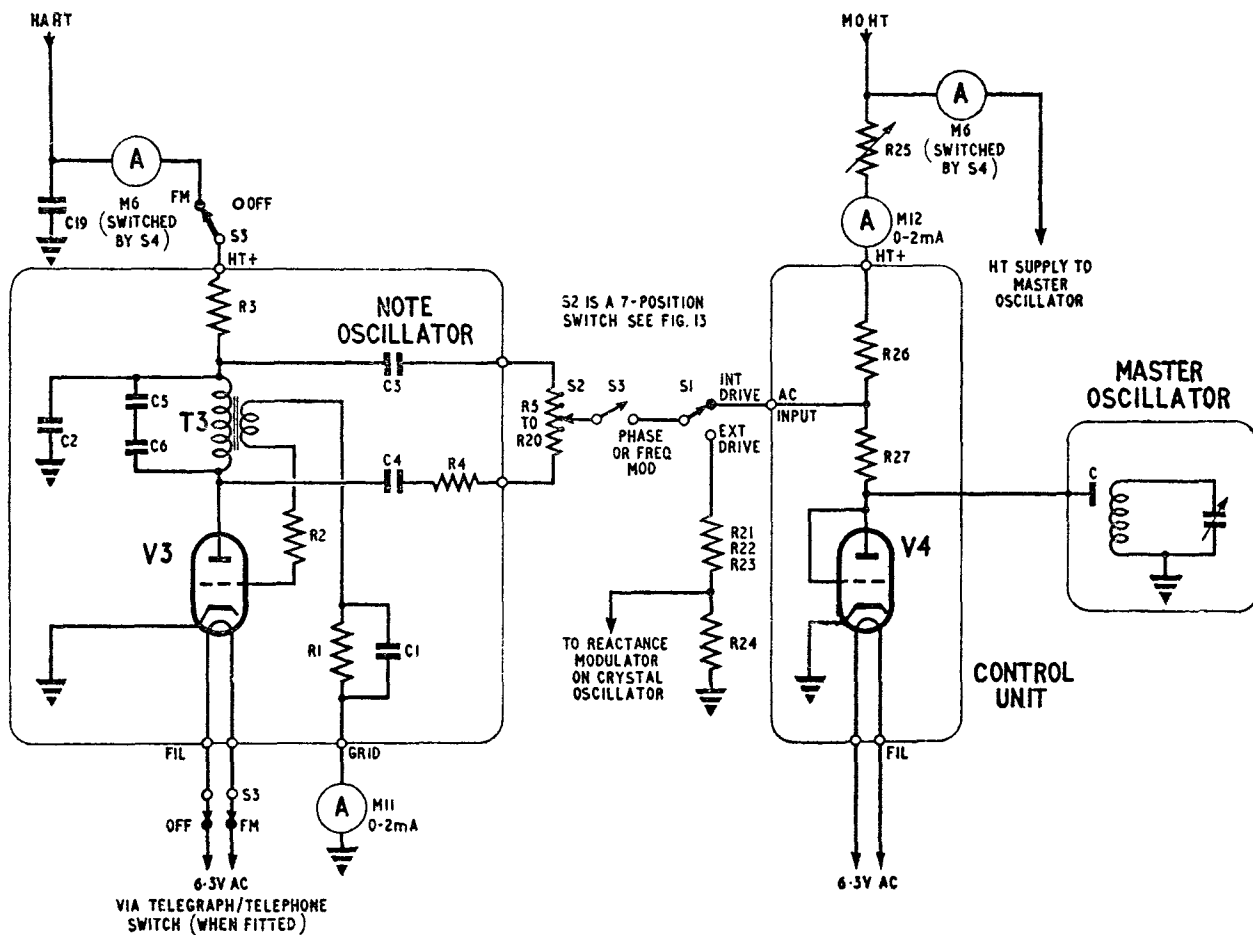 HART
MOHT
A
M6
(SWITCHED
BY S4)
C19
FM
O OFF
S3
HT+
A
M6
(SWITCHED
BY S4)
R25
A
M12
0-2mA
HT+
HT SUPPLY TO
MASTER
OSCILLATOR
R3
NOTE
OSCILLATOR
C3
S2 IS A 7-POSITION
SWITCH SEE FIG. 13
R26
C5
C6
C2
T3
S2
R5
TO
R20
S3
PHASE
OR FREQ
MOD
S1
INT
DRIVE
EXT
DRIVE
AC
INPUT
R27
MASTER
OSCILLATOR
C
C4
R4
R2
V3
V4
R1
C1
R21
R22
R23
R24
TO REACTANCE
MODULATOR
ON CRYSTAL
OSCILLATOR
CONTROL
UNIT
FIL
GRID
FIL
S3
OFF
FM
A
M11
0-2mA
6·3V AC
VIA TELEGRAPH/TELEPHONE
SWITCH (WHEN FITTED)
6·3V AC